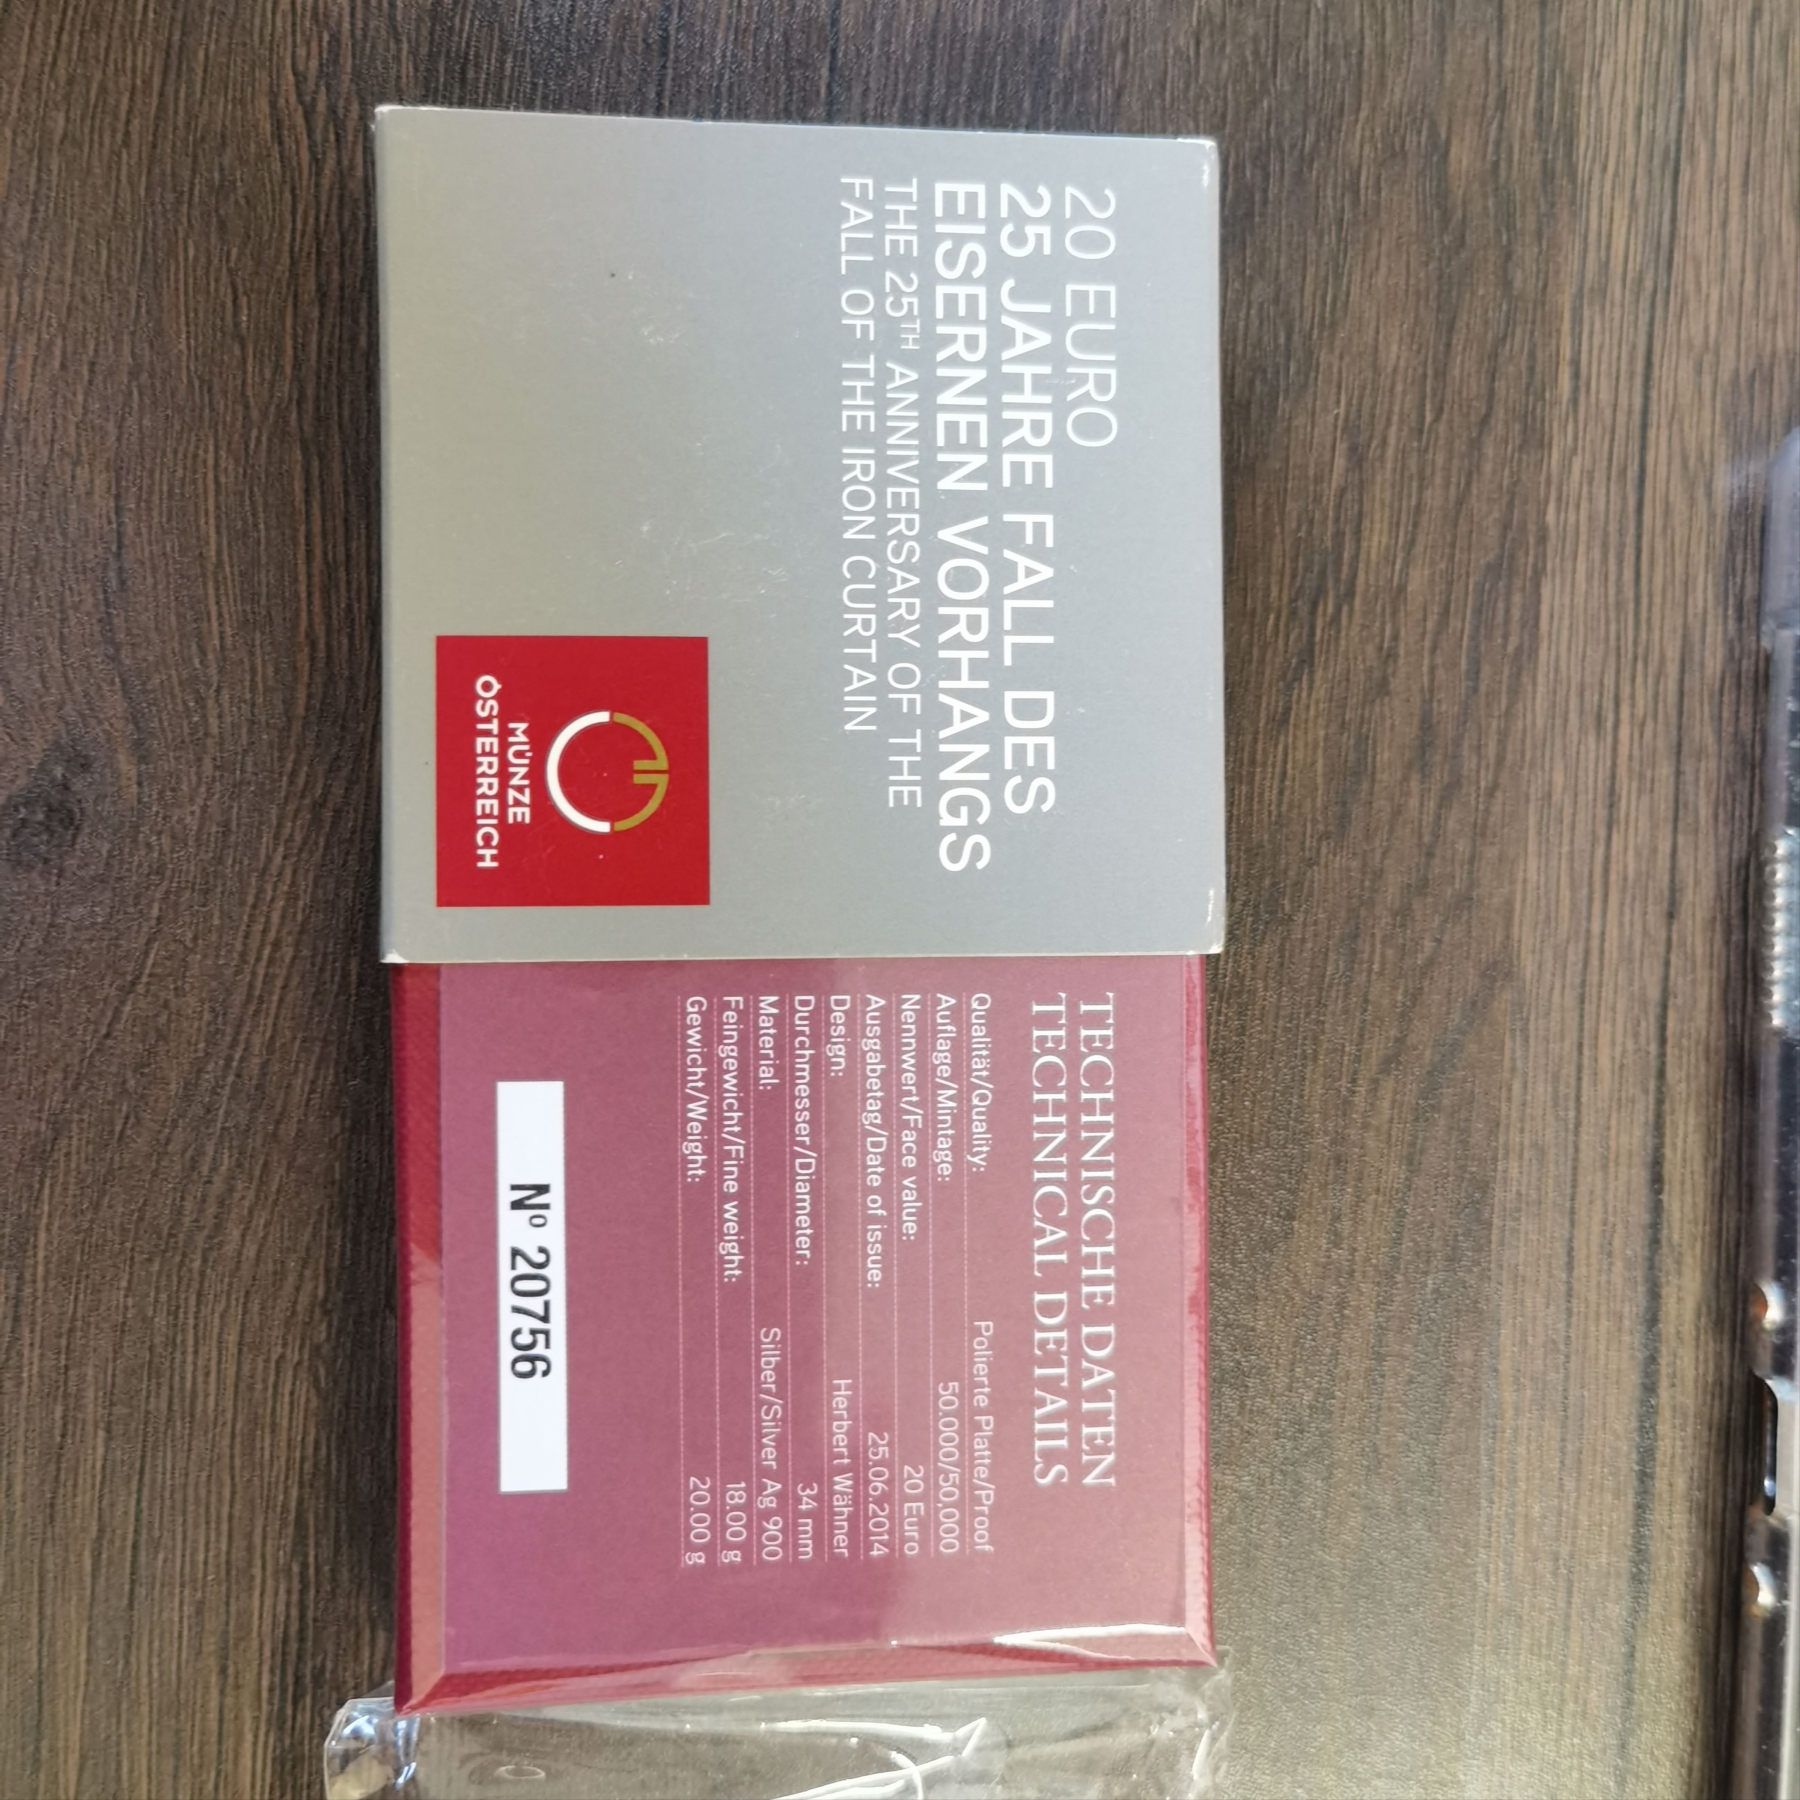 20 EURO
25 JAHRE FALL DES
EISERNEN VORHANGS
THE 25TH ANNIVERSARY OF THE
FALL OF THE IRON CURTAIN
MÜNZE
ÖSTERREICH
TECHNISCHE DATEN
TECHNICAL DETAILS
Qualität/Quality: Polierte Platte/Proof
Auflage/Mintage: 50.000/50,000
Nennwert/Face value: 20 Euro
Ausgabetag/Date of issue: 25.06.2014
Design: Herbert Wähner
Durchmesser/Diameter: 34 mm
Material: Silber/Silver Ag 900
Feingewicht/Fine weight: 18.00 g
Gewicht/Weight: 20.00 g
Nº 20756